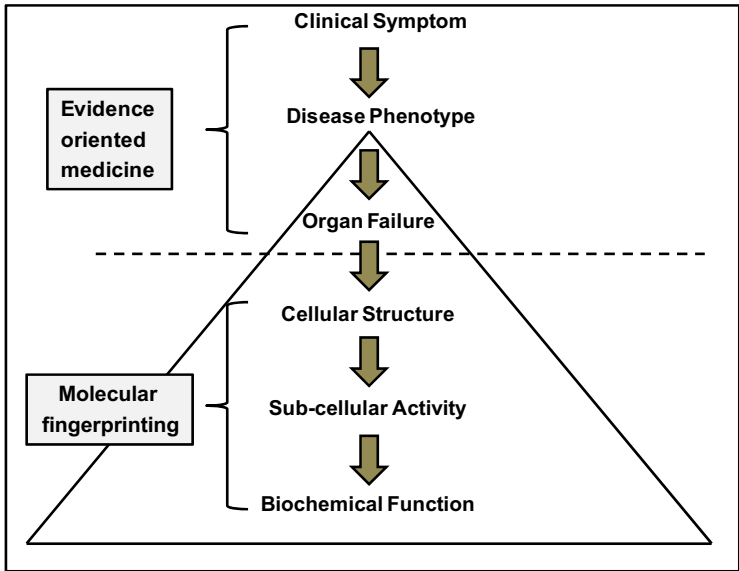 Clinical Symptom
Evidence
oriented
medicine
Disease Phenotype
Organ Failure
Cellular Structure
Molecular
fingerprinting
Sub-cellular Activity
Biochemical Function